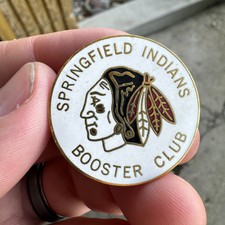 SPRINGFIELD INDIANS
BOOSTER CLUB